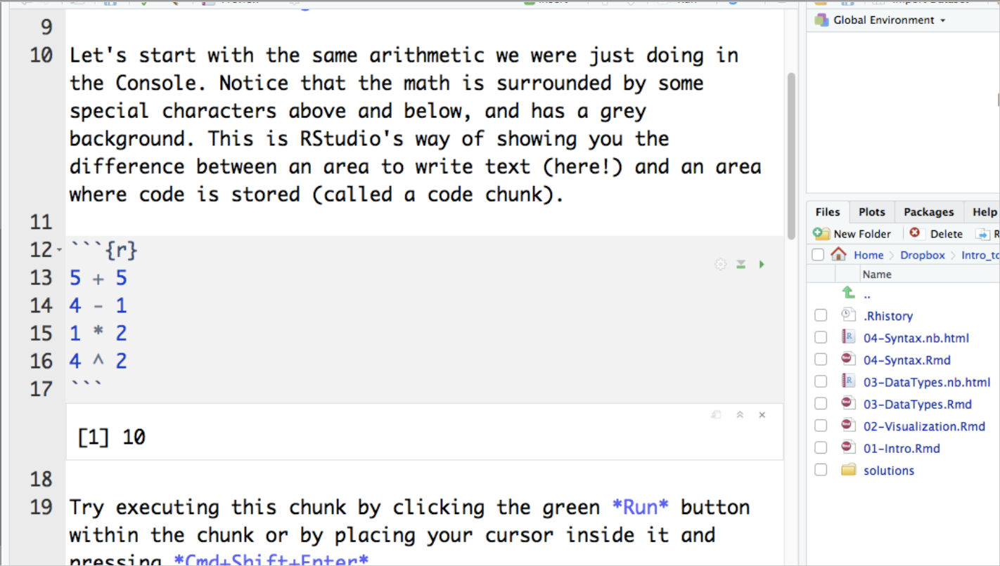 Global Environment
9
10 Let's start with the same arithmetic we were just doing in
the Console. Notice that the math is surrounded by some
special characters above and below, and has a grey
background. This is RStudio's way of showing you the
difference between an area to write text (here!) and an area
where code is stored (called a code chunk).
11
12 ```{r}
13 5 + 5
14 4 - 1
15 1 * 2
16 4 ^ 2
17 ```
[1] 10
18
19 Try executing this chunk by clicking the green *Run* button
within the chunk or by placing your cursor inside it and
pressing *Cmd+Shift+Enter*
Files Plots Packages Help
New Folder Delete R
Home Dropbox Intro_to
Name
..
.Rhistory
04-Syntax.nb.html
04-Syntax.Rmd
03-DataTypes.nb.html
03-DataTypes.Rmd
02-Visualization.Rmd
01-Intro.Rmd
solutions